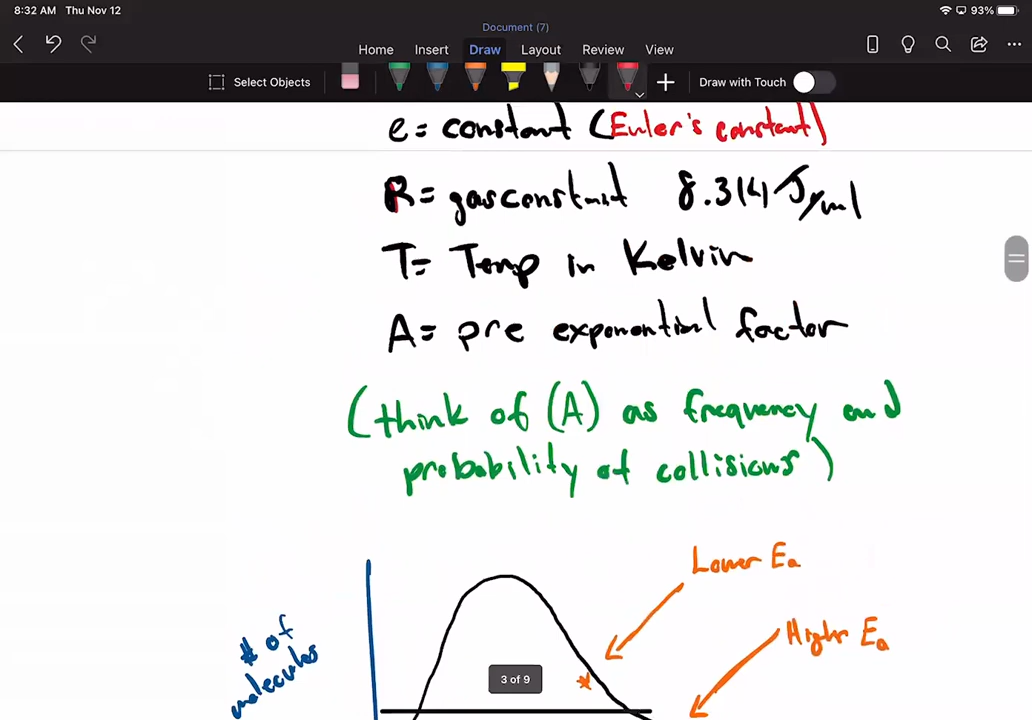 8:32 AM Thu Nov 12
93%
Document (7)
Home Insert Draw Layout Review View
Select Objects
Draw with Touch
e = constant (Euler's constant)
R = gas constant 8.314 J/mol
T = Temp in Kelvin
A = pre exponential factor
(think of (A) as frequency and
probability of collisions)
Lower Ea
# of
molecules
Higher Ea
3 of 9